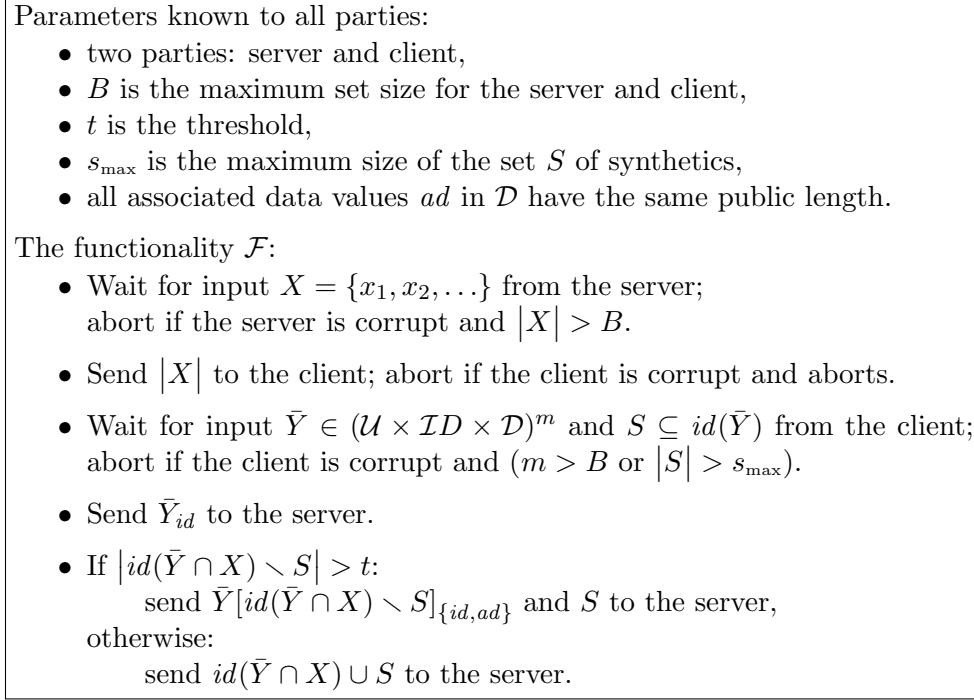 Parameters known to all parties:
• two parties: server and client,
• B is the maximum set size for the server and client,
• t is the threshold,
• s_max is the maximum size of the set S of synthetics,
• all associated data values ad in 𝒟 have the same public length.
The functionality ℱ:
• Wait for input X = {x₁, x₂, …} from the server;
abort if the server is corrupt and |X| > B.
• Send |X| to the client; abort if the client is corrupt and aborts.
• Wait for input Ȳ ∈ (𝒰 × ℐD × 𝒟)^m and S ⊆ id(Ȳ) from the client;
abort if the client is corrupt and (m > B or |S| > s_max).
• Send Ȳ_id to the server.
• If |id(Ȳ ∩ X) ∖ S| > t:
send Ȳ[id(Ȳ ∩ X) ∖ S]_{id,ad} and S to the server,
otherwise:
send id(Ȳ ∩ X) ∪ S to the server.